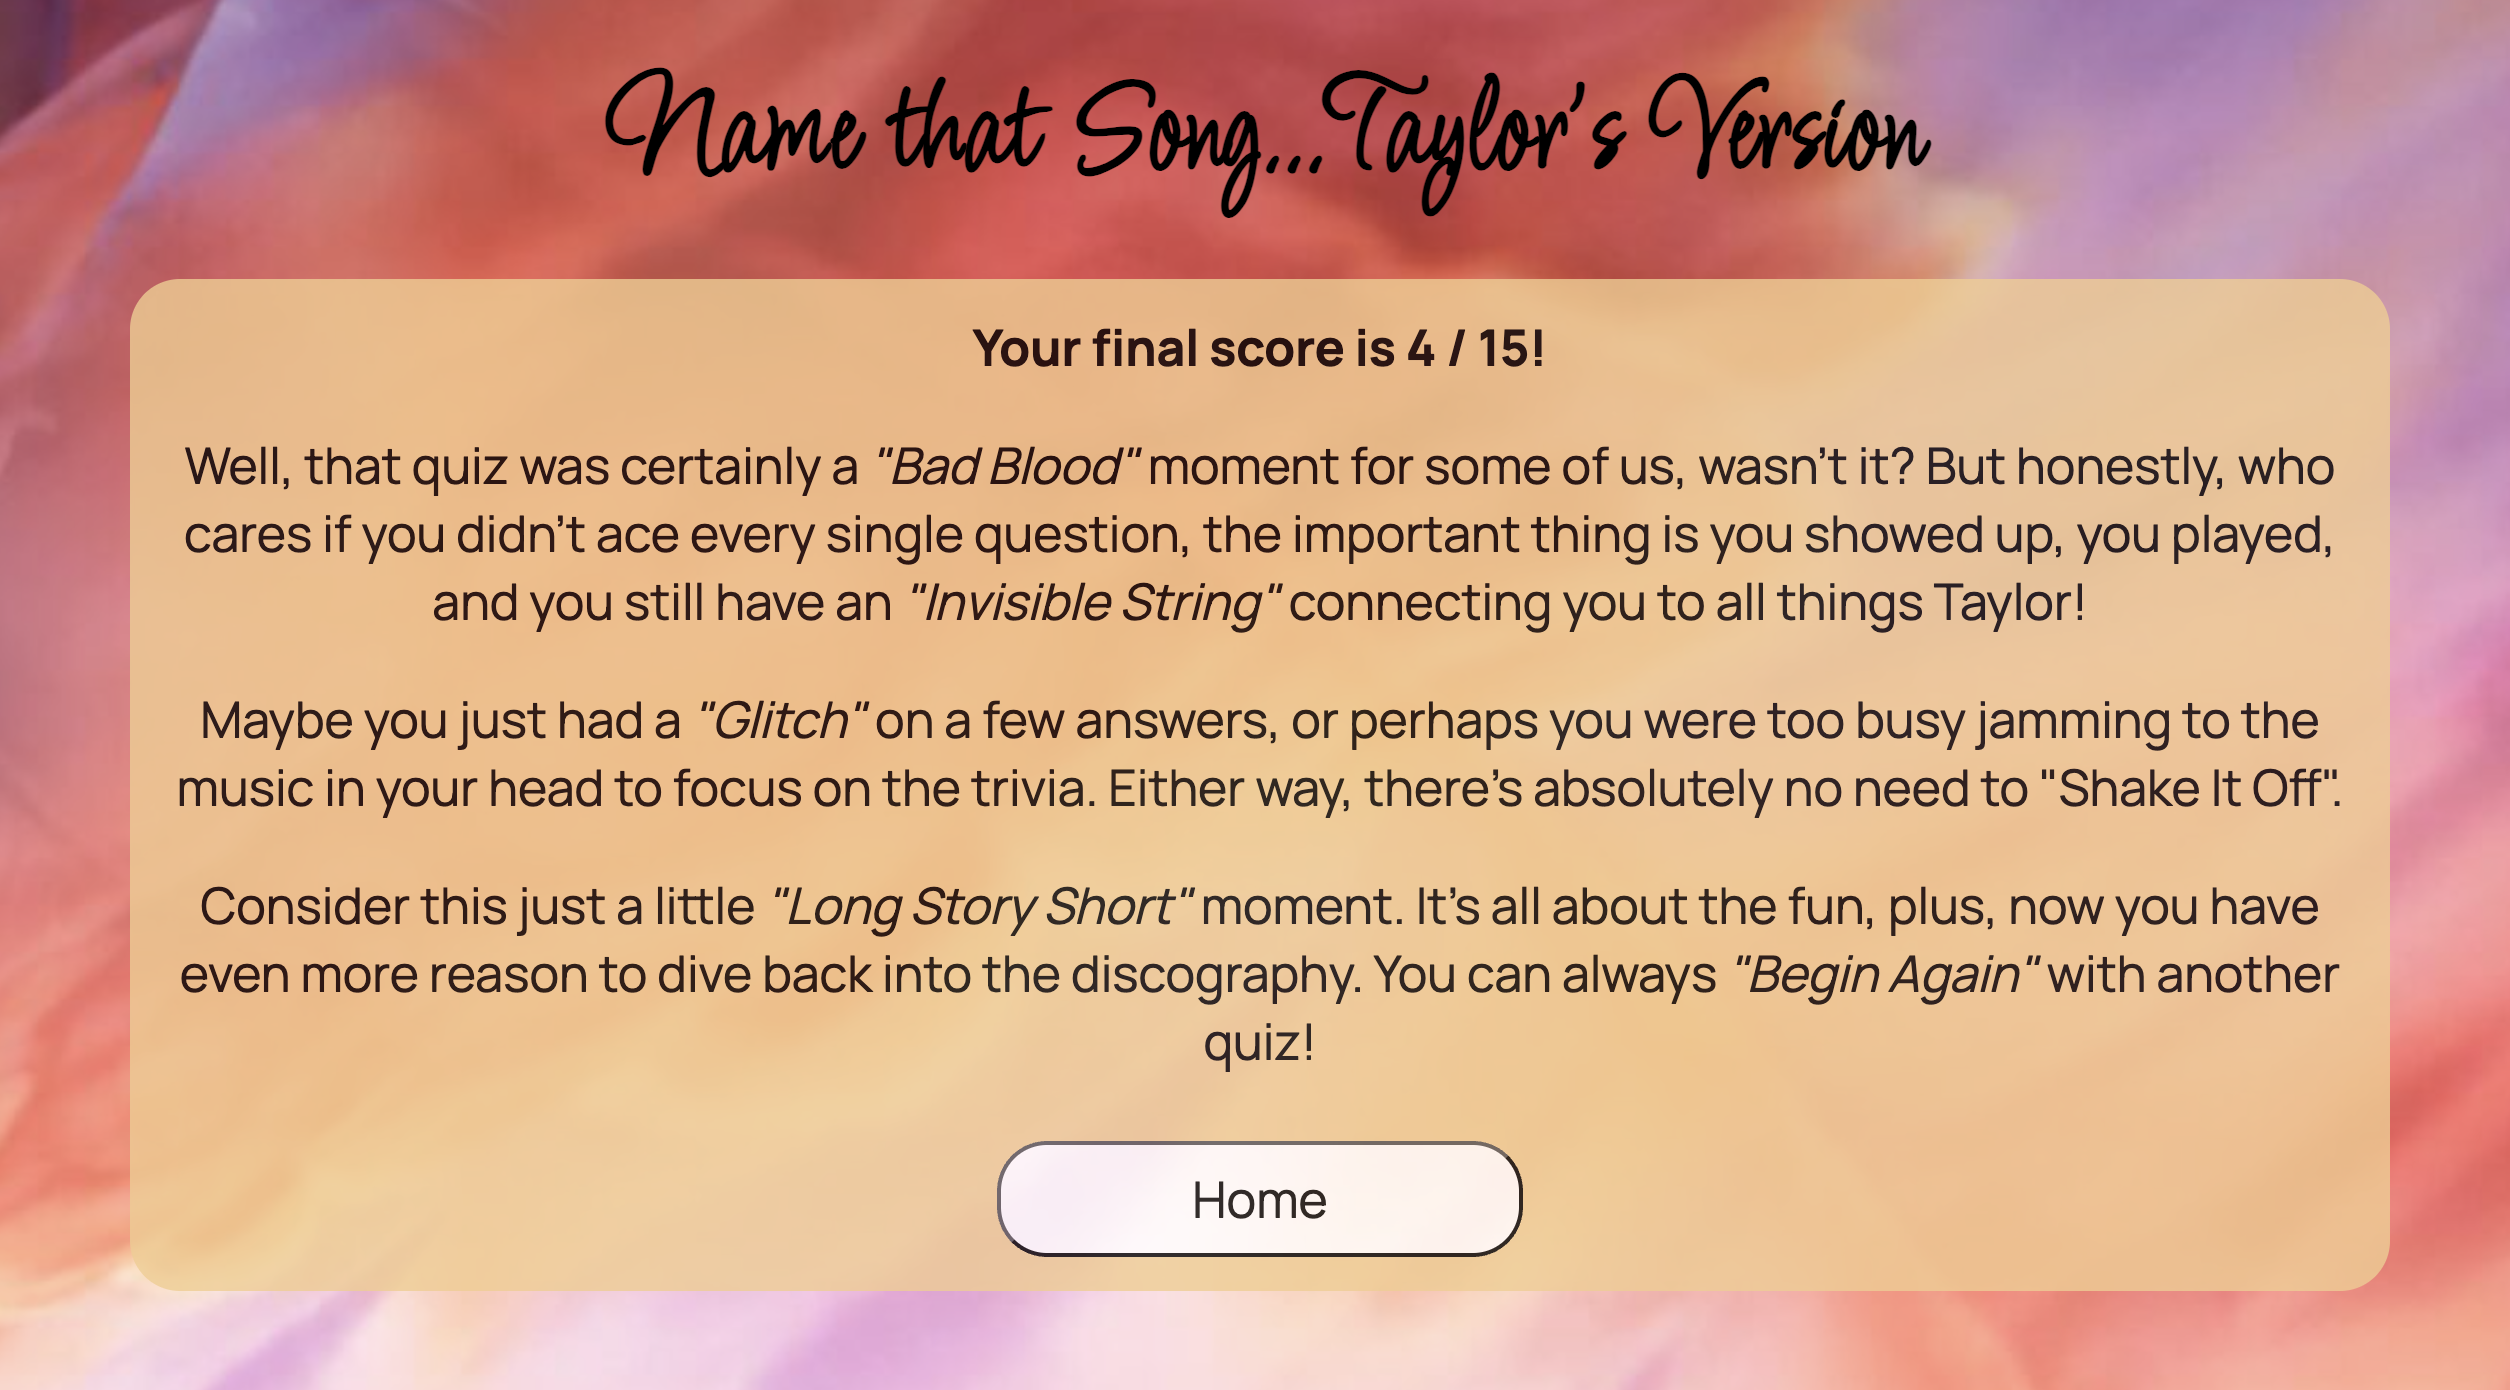 Name that Song...Taylor's Version
Your final score is 4 / 15!
Well, that quiz was certainly a "Bad Blood" moment for some of us, wasn't it? But honestly, who
cares if you didn't ace every single question, the important thing is you showed up, you played,
and you still have an "Invisible String" connecting you to all things Taylor!
Maybe you just had a "Glitch" on a few answers, or perhaps you were too busy jamming to the
music in your head to focus on the trivia. Either way, there's absolutely no need to "Shake It Off".
Consider this just a little "Long Story Short" moment. It's all about the fun, plus, now you have
even more reason to dive back into the discography. You can always "Begin Again" with another
quiz!
Home